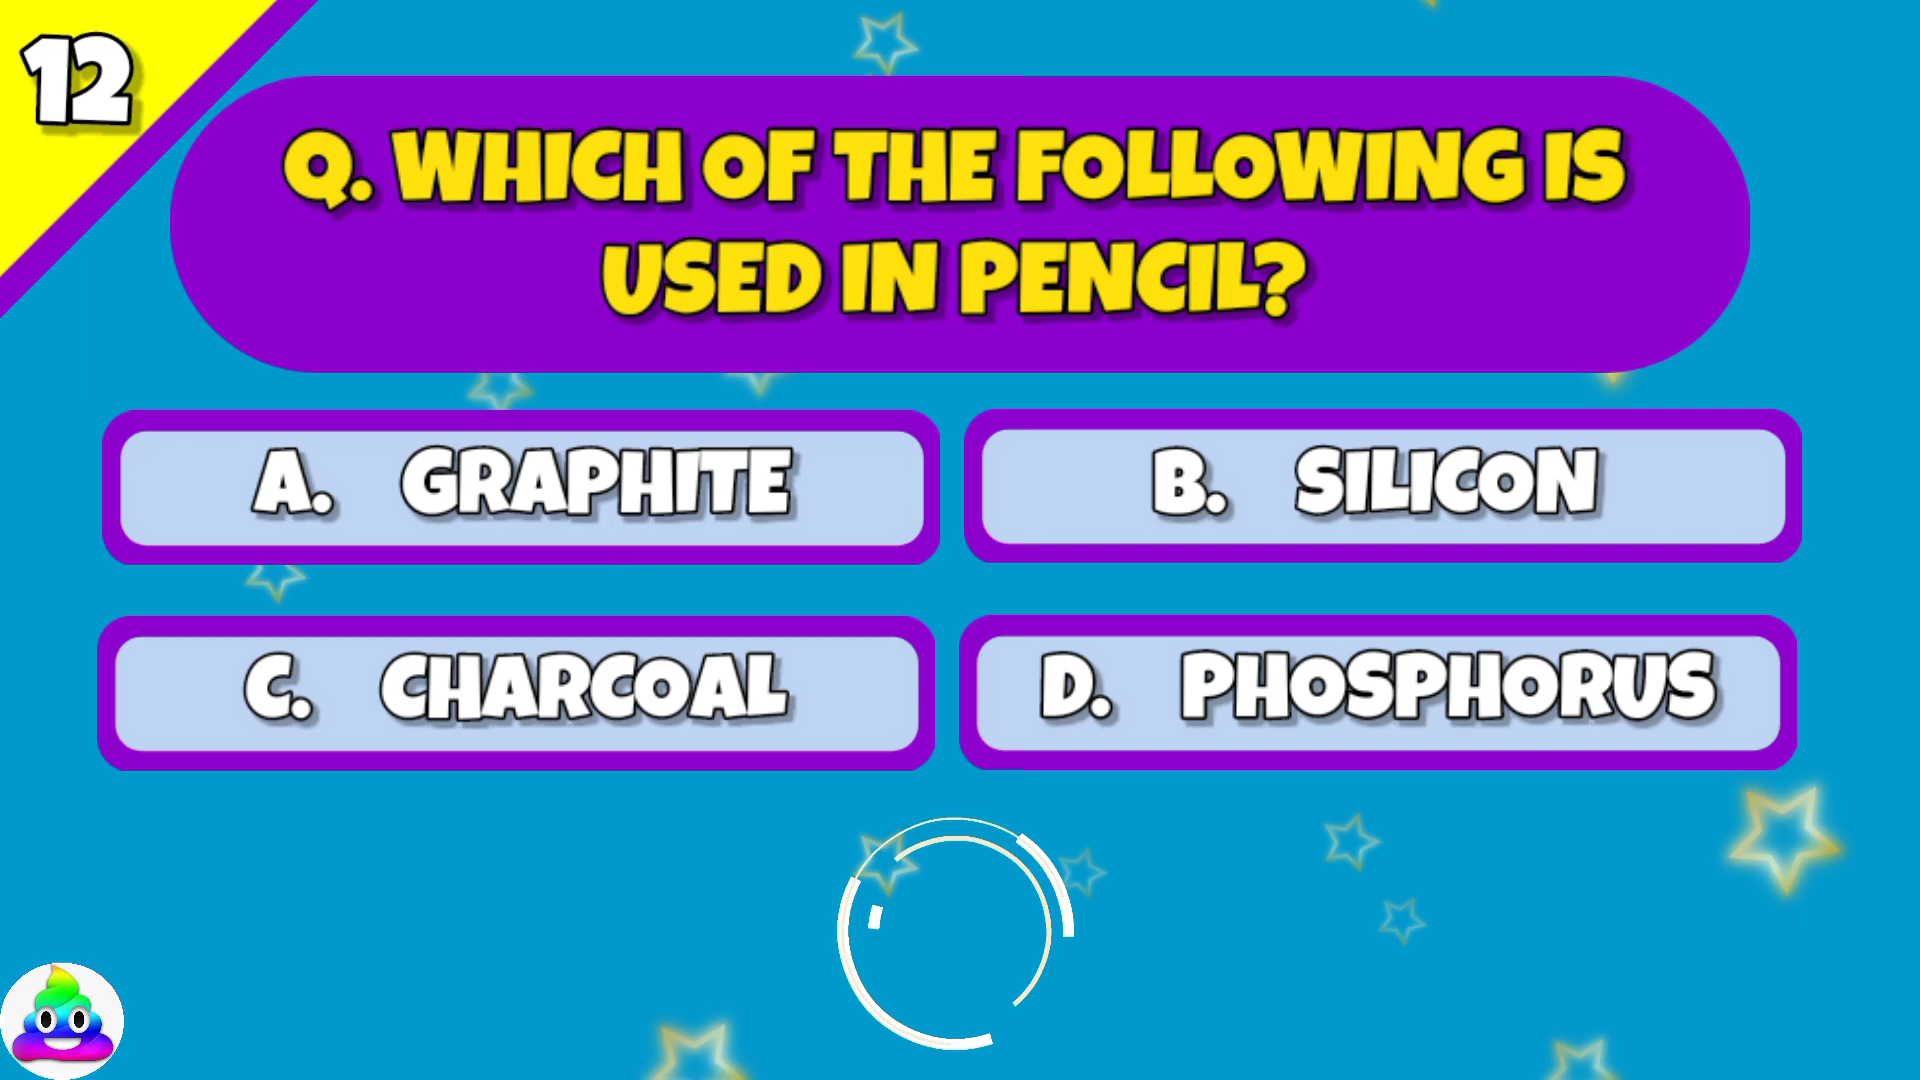 12
Q. WHICH OF THE FOLLOWING IS
USED IN PENCIL?
A. GRAPHITE
B. SILICON
C. CHARCOAL
D. PHOSPHORUS